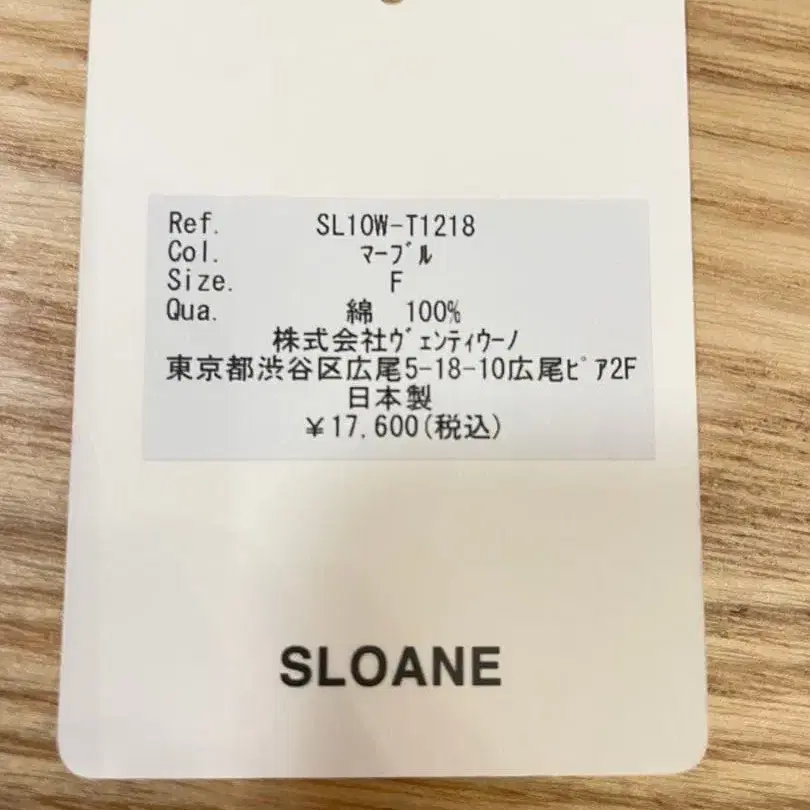 Ref. SL10W-T1218
Col. マーブル
Size. F
Qua. 綿 100%
株式会社ヴェンティウーノ
東京都渋谷区広尾5-18-10広尾ピア2F
日本製
¥17,600(税込)
SLOANE